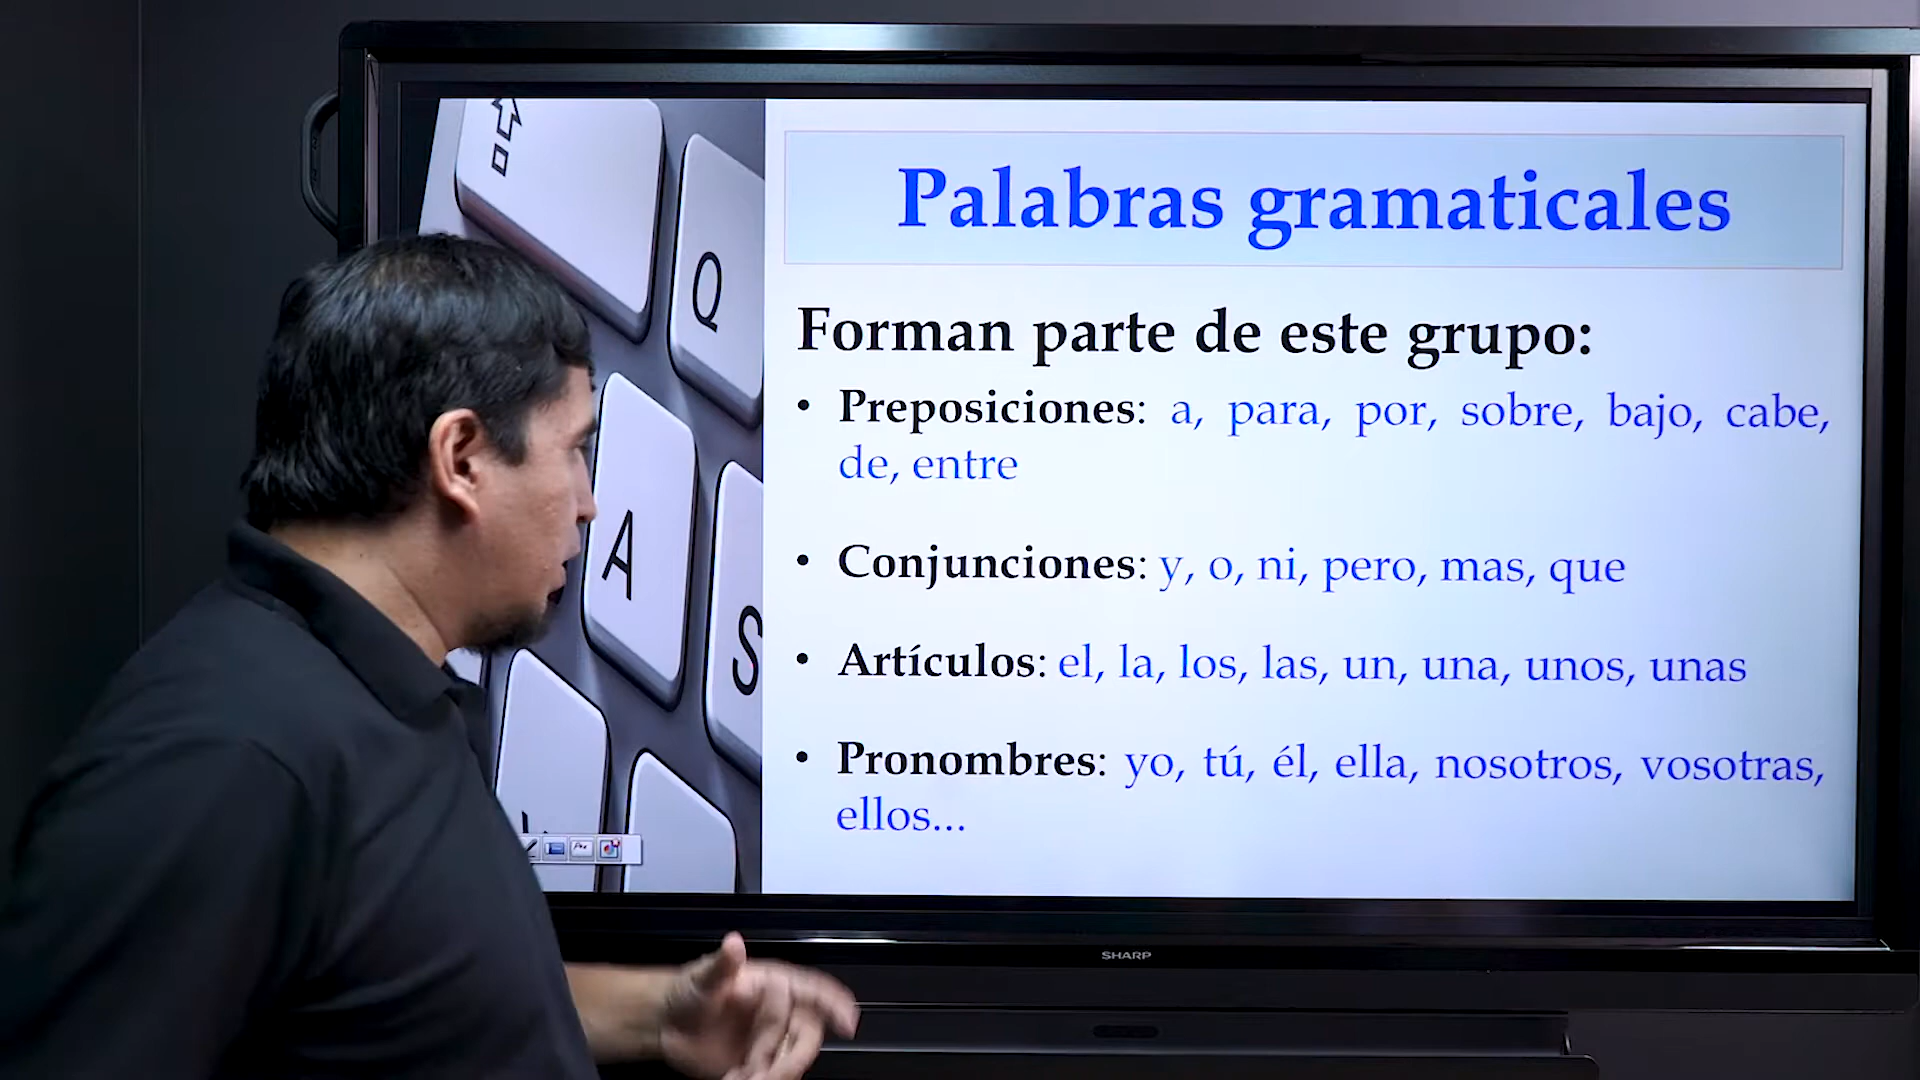 Palabras gramaticales
Forman parte de este grupo:
• Preposiciones: a, para, por, sobre, bajo, cabe,
de, entre
• Conjunciones: y, o, ni, pero, mas, que
• Artículos: el, la, los, las, un, una, unos, unas
• Pronombres: yo, tú, él, ella, nosotros, vosotras,
ellos...
Q
A
S
SHARP